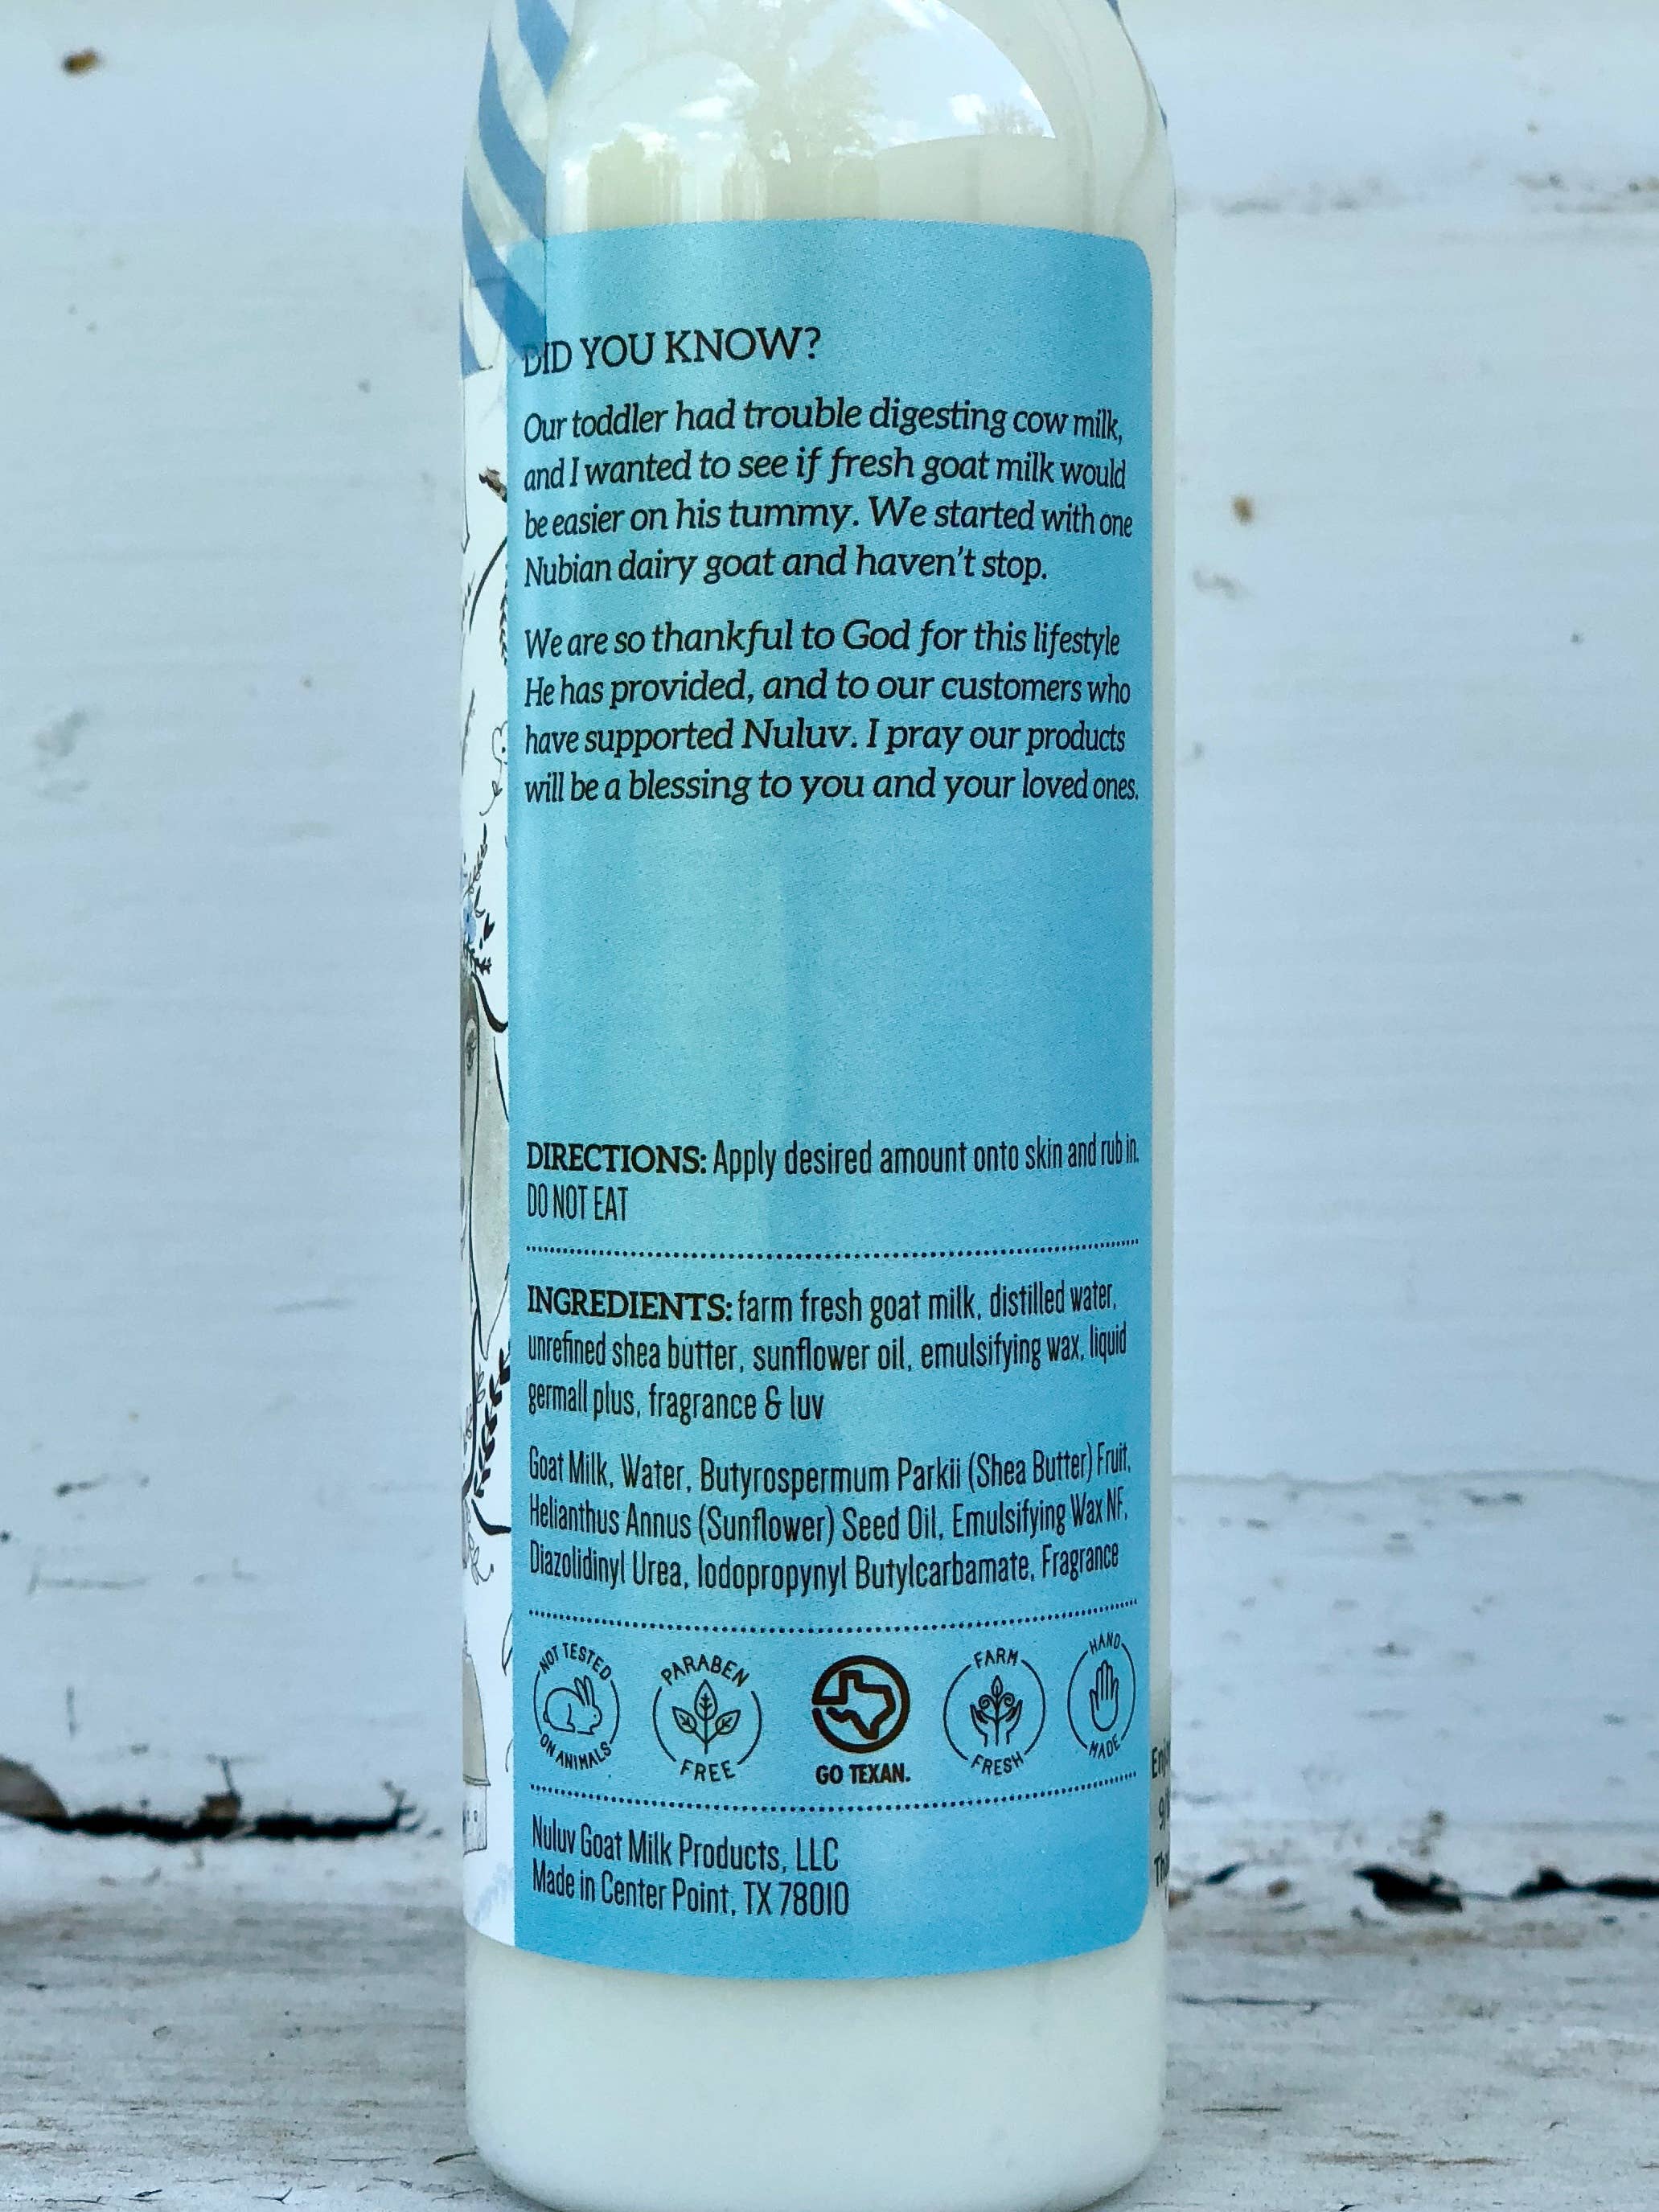 DID YOU KNOW?
Our toddler had trouble digesting cow milk,
and I wanted to see if fresh goat milk would
be easier on his tummy. We started with one
Nubian dairy goat and haven't stop.
We are so thankful to God for this lifestyle
He has provided, and to our customers who
have supported Nuluv. I pray our products
will be a blessing to you and your loved ones.
DIRECTIONS: Apply desired amount onto skin and rub in.
DO NOT EAT
INGREDIENTS: farm fresh goat milk, distilled water,
unrefined shea butter, sunflower oil, emulsifying wax, liquid
germall plus, fragrance & luv
Goat Milk, Water, Butyrospermum Parkii (Shea Butter) Fruit,
Helianthus Annus (Sunflower) Seed Oil, Emulsifying Wax NF,
Diazolidinyl Urea, Iodopropynyl Butylcarbamate, Fragrance
NOT TESTED
ON ANIMALS
PARABEN
FREE
GO TEXAN.
FARM
FRESH
HAND
MADE
Nuluv Goat Milk Products, LLC
Made in Center Point, TX 78010